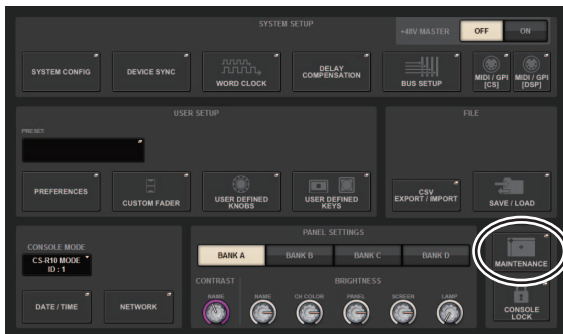 SYSTEM SETUP
+48V MASTER OFF ON
SYSTEM CONFIG
DEVICE SYNC
WORD CLOCK
DELAY
COMPENSATION
BUS SETUP
MIDI / GPI
[CS]
MIDI / GPI
[DSP]
USER SETUP
PRESET
PREFERENCES
CUSTOM FADER
USER DEFINED
KNOBS
USER DEFINED
KEYS
FILE
CSV
EXPORT / IMPORT
SAVE / LOAD
CONSOLE MODE
CS-R10 MODE
ID : 1
DATE / TIME
NETWORK
PANEL SETTINGS
BANK A BANK B BANK C BANK D
CONTRAST BRIGHTNESS
NAME NAME CH COLOR PANEL SCREEN LAMP
MAINTENANCE
CONSOLE
LOCK